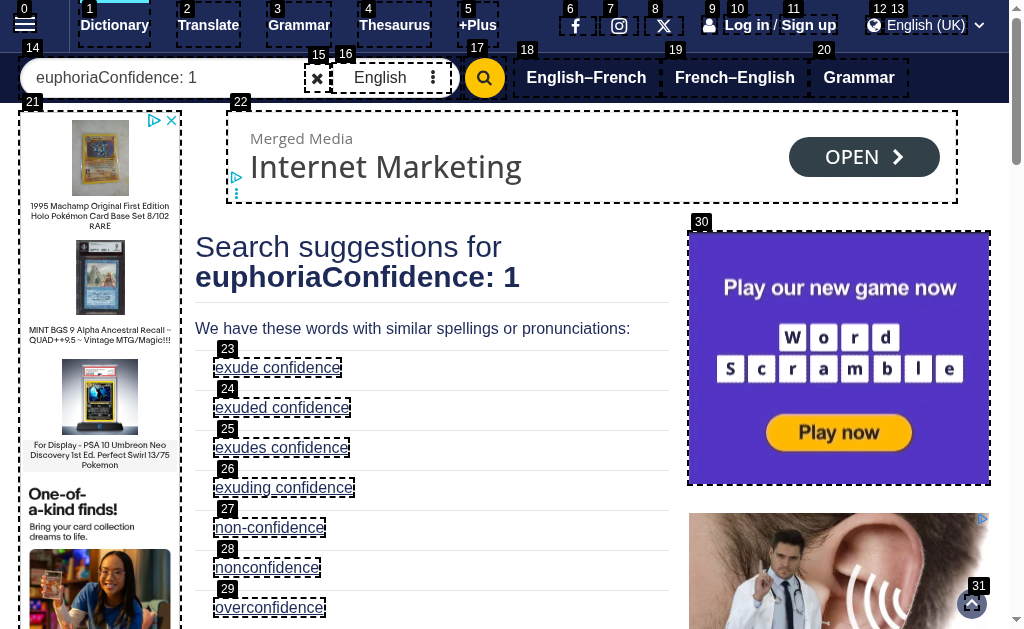 0
1
2
3
4
5
6
7
8
9
10
11
12
13
Dictionary
Translate
Grammar
Thesaurus
+Plus
Log in / Sign up
English (UK)
14
15
16
17
18
19
20
euphoriaConfidence: 1
English
English–French
French–English
Grammar
21
22
Merged Media
Internet Marketing
OPEN
1995 Machamp Original First Edition
Holo Pokémon Card Base Set 8/102
RARE
MINT BGS 9 Alpha Ancestral Recall ~
QUAD++9.5 ~ Vintage MTG/Magic!!!
For Display - PSA 10 Umbreon Neo
Discovery 1st Ed. Perfect Swirl 13/75
Pokemon
One-of-
a-kind finds!
Bring your card collection
dreams to life.
Search suggestions for
euphoriaConfidence: 1
We have these words with similar spellings or pronunciations:
23
exude confidence
24
exuded confidence
25
exudes confidence
26
exuding confidence
27
non-confidence
28
nonconfidence
29
overconfidence
30
Play our new game now
Word
Scramble
Play now
31